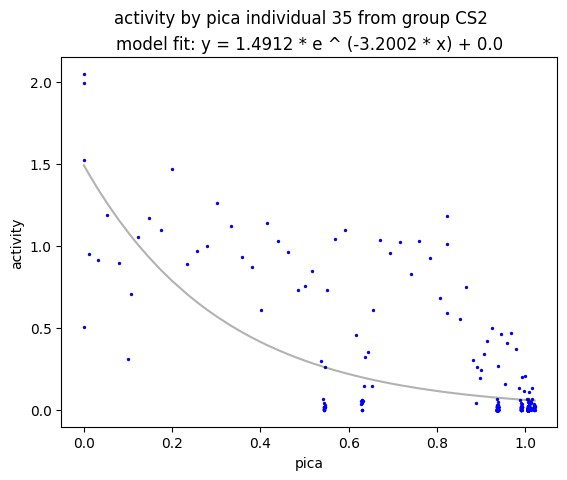 activity by pica individual 35 from group CS2
model fit: y = 1.4912 * e ^ (-3.2002 * x) + 0.0
2.0
1.5
1.0
0.5
0.0
activity
0.0 0.2 0.4 0.6 0.8 1.0
pica